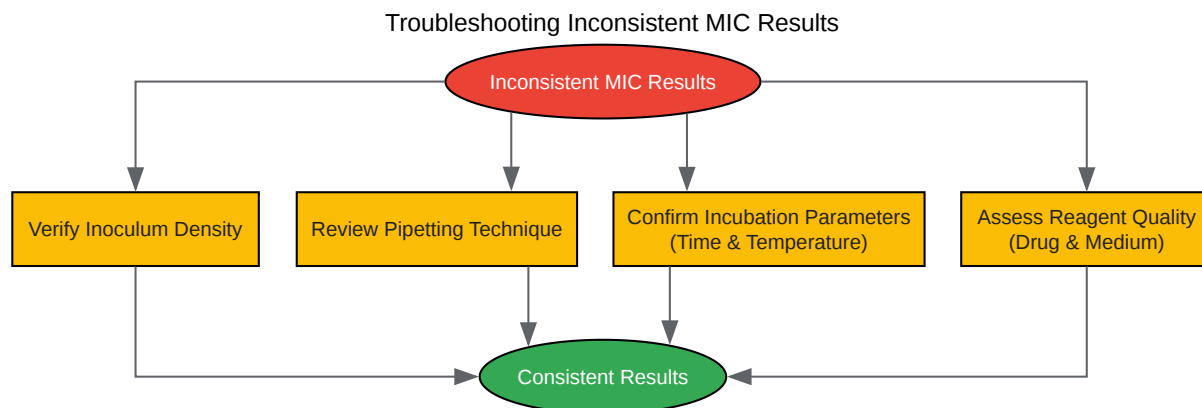 Troubleshooting Inconsistent MIC Results
Inconsistent MIC Results
Verify Inoculum Density
Review Pipetting Technique
Confirm Incubation Parameters
(Time & Temperature)
Assess Reagent Quality
(Drug & Medium)
Consistent Results